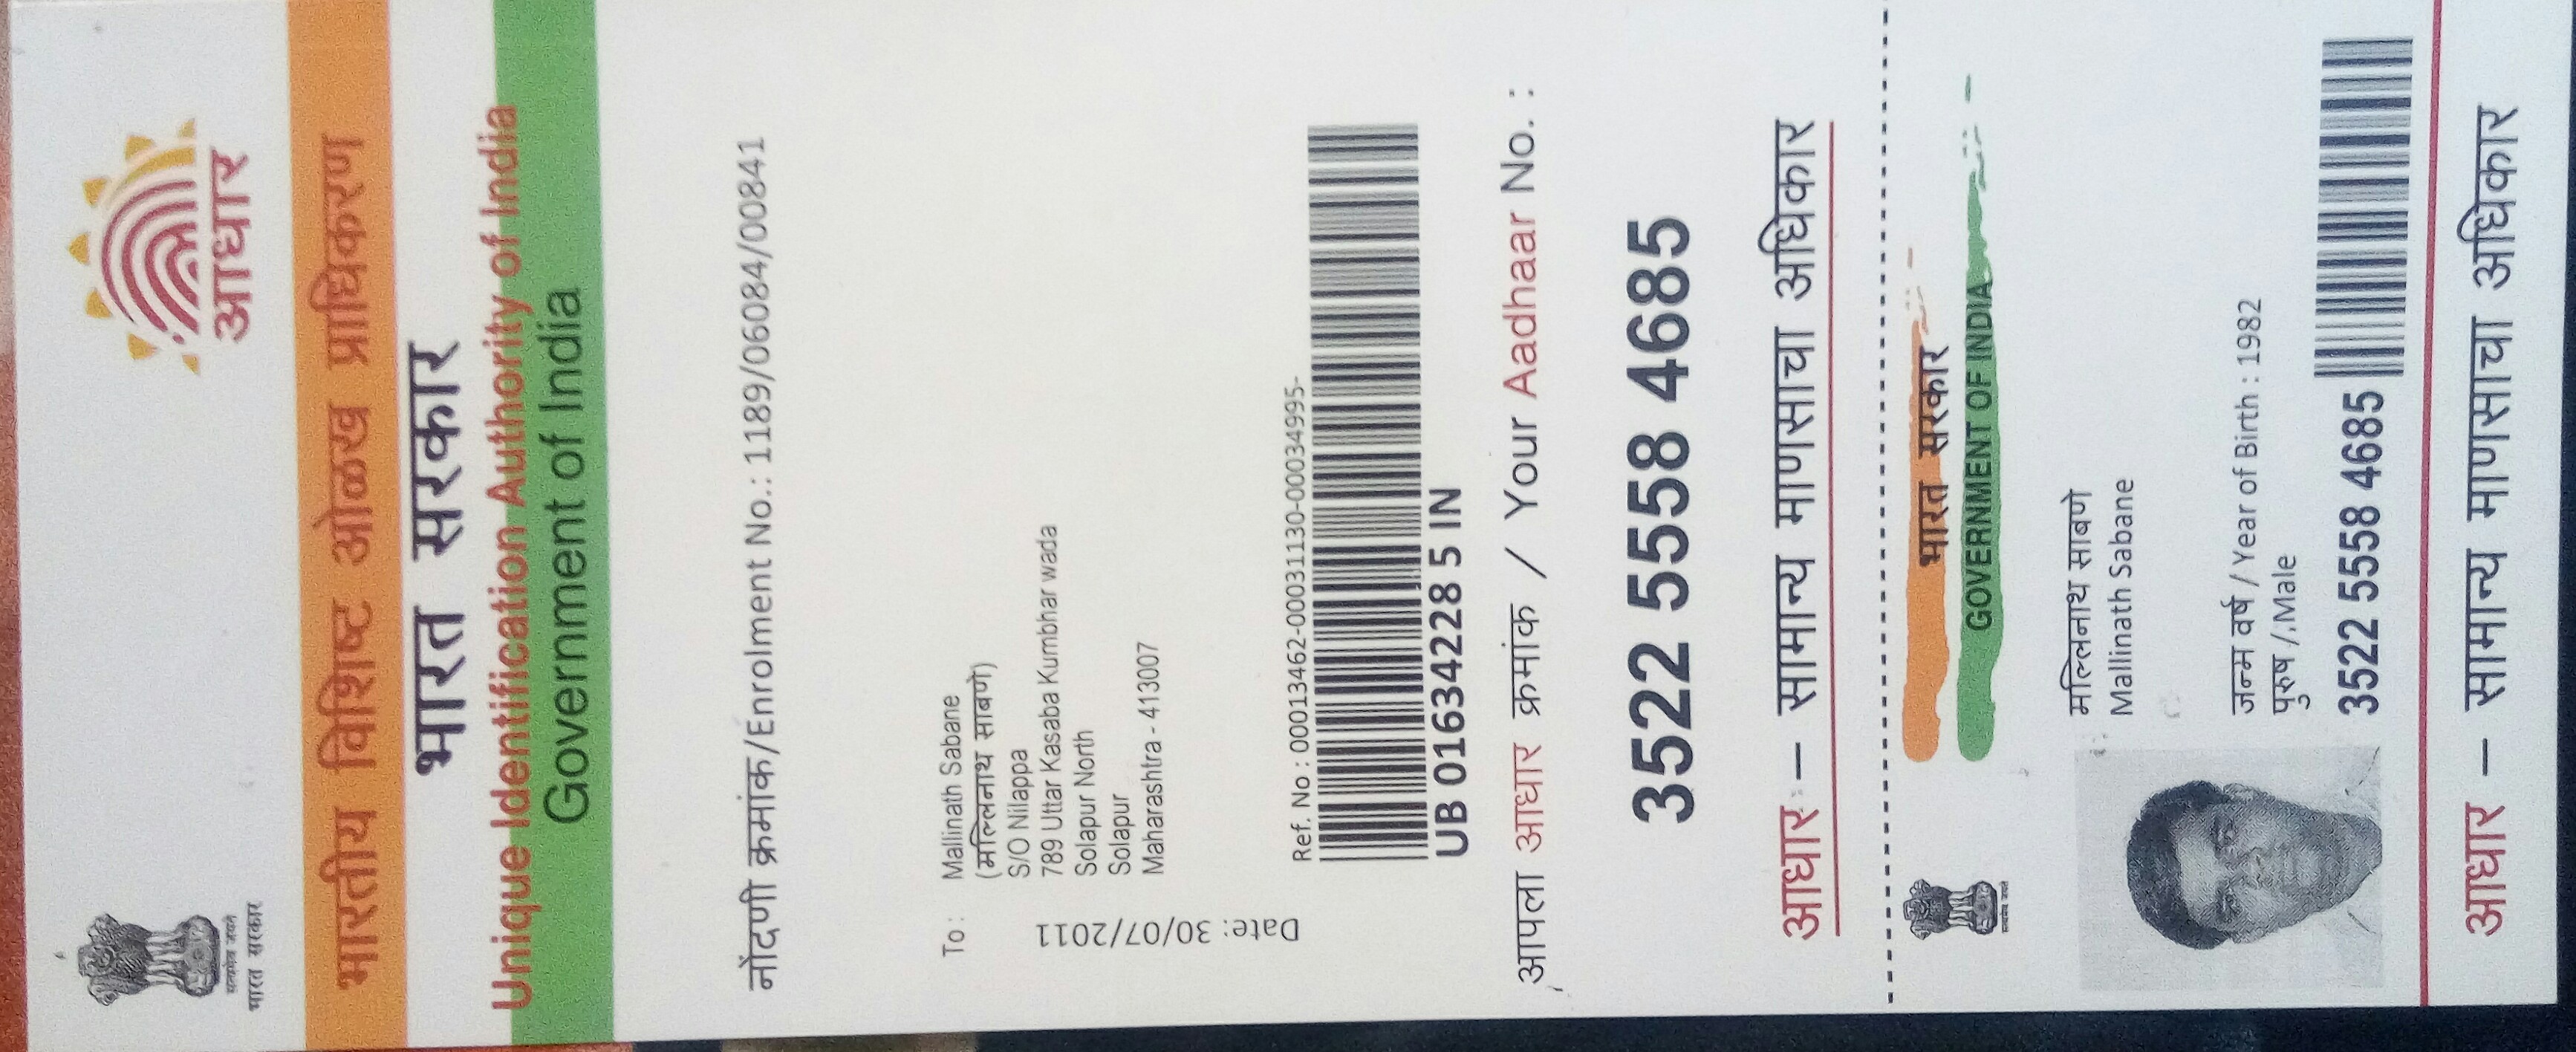 सत्यमेव जयते
भारत सरकार
आधार
भारतीय विशिष्ट ओळख प्राधिकरण
भारत सरकार
Unique Identification Authority of India
Government of India
नोंदणी क्रमांक/Enrolment No.: 1189/06084/00841
To :
Mallinath Sabane
(मल्लिनाथ साबणे)
S/O Nilappa
789 Uttar Kasaba Kumbhar wada
Solapur North
Solapur
Maharashtra - 413007
Date: 30/07/2011
Ref. No : 00013462-00031130-00034995-
UB 01634228 5 IN
आपला आधार क्रमांक / Your Aadhaar No. :
3522 5558 4685
आधार – सामान्य माणसाचा अधिकार
सत्यमेव जयते
भारत सरकार
GOVERNMENT OF INDIA
मल्लिनाथ साबणे
Mallinath Sabane
जन्म वर्ष / Year of Birth : 1982
पुरुष / Male
3522 5558 4685
आधार – सामान्य माणसाचा अधिकार